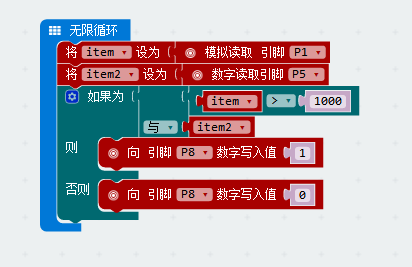 无限循环
将 item 设为 模拟读取 引脚 P1
将 item2 设为 数字读取引脚 P5
如果为 item > 1000
与 item2
则 向 引脚 P8 数字写入值 1
否则 向 引脚 P8 数字写入值 0